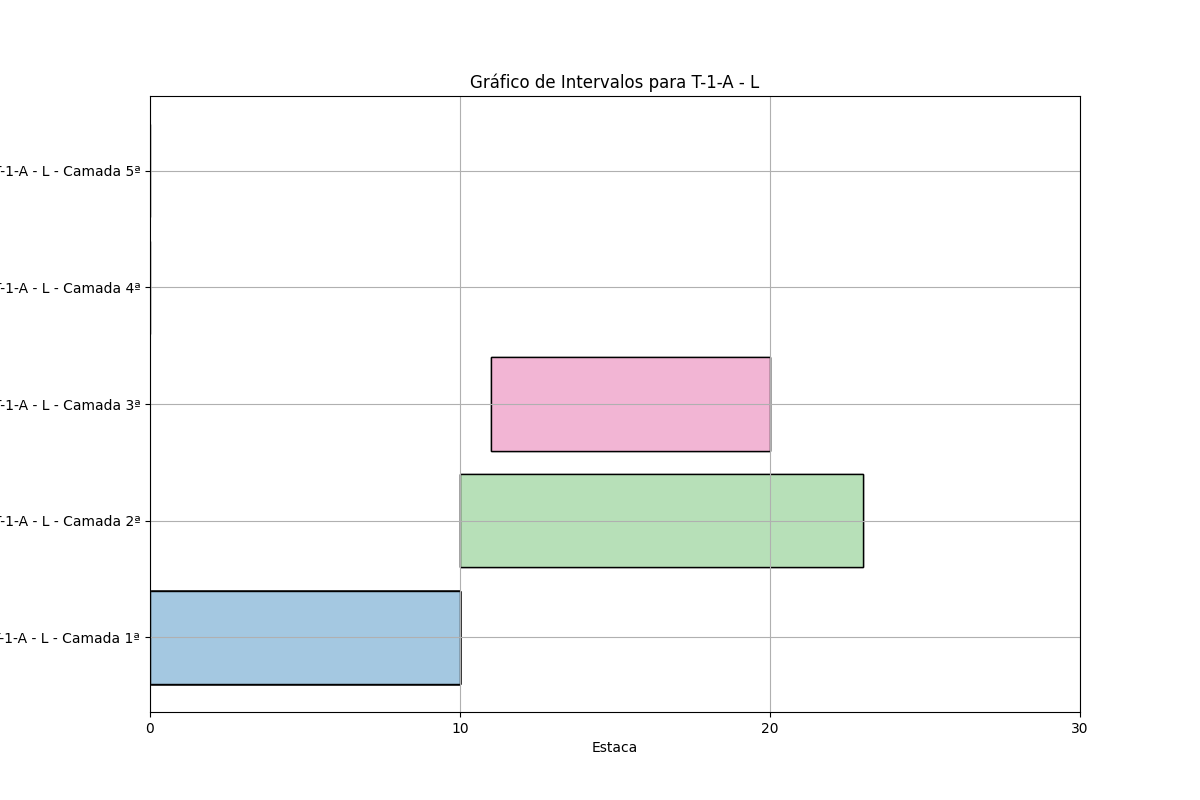 Gráfico de Intervalos para T-1-A - L
T-1-A - L - Camada 5ª
T-1-A - L - Camada 4ª
T-1-A - L - Camada 3ª
T-1-A - L - Camada 2ª
T-1-A - L - Camada 1ª
0 10 20 30
Estaca